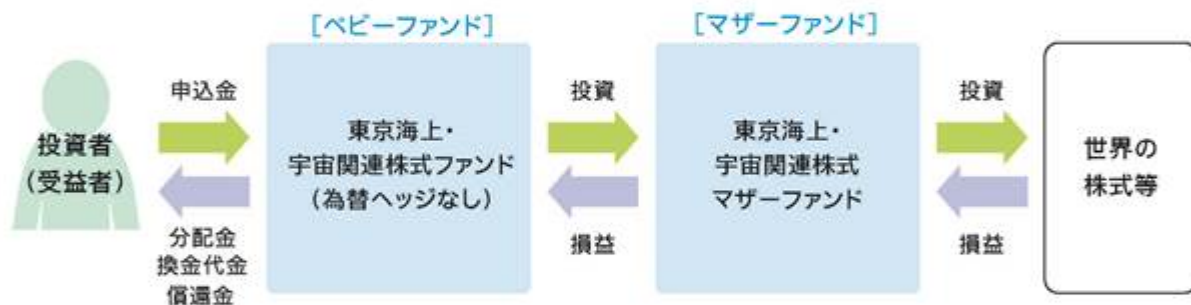 [ベビーファンド]
[マザーファンド]
投資者
(受益者)
申込金
分配金
換金代金
償還金
東京海上・
宇宙関連株式ファンド
(為替ヘッジなし)
投資
損益
東京海上・
宇宙関連株式
マザーファンド
投資
損益
世界の
株式等